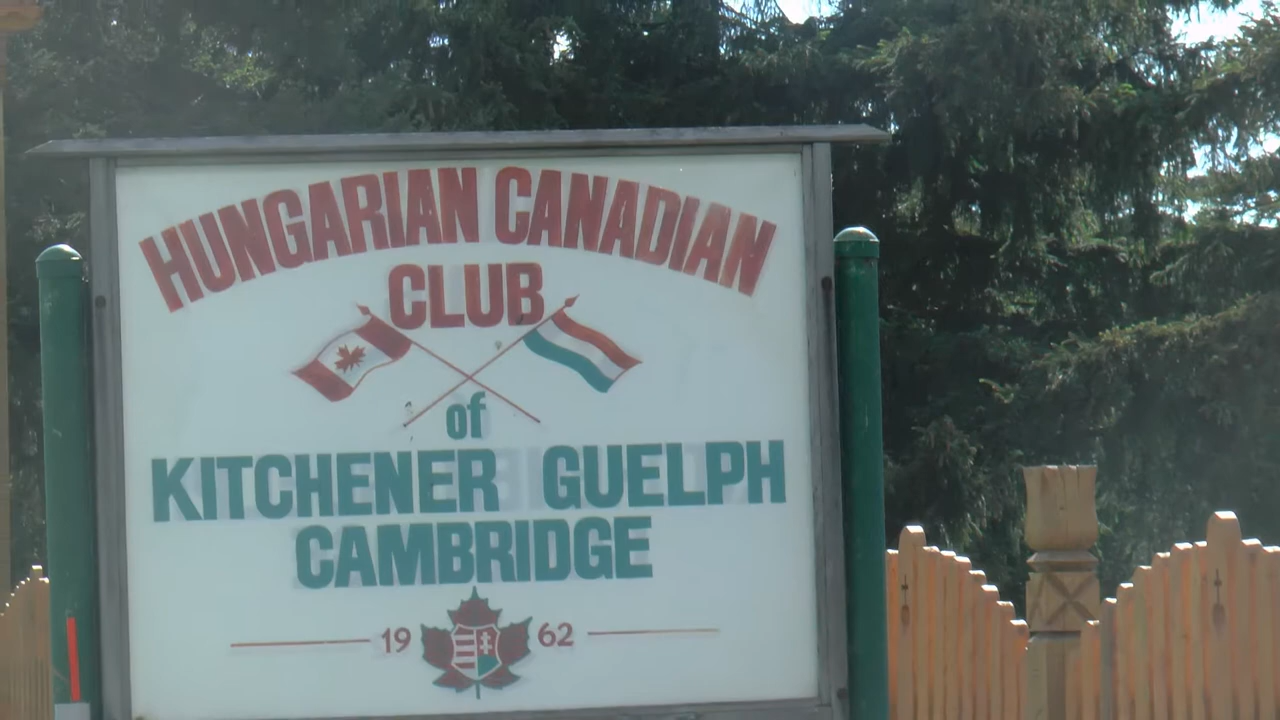 HUNGARIAN CANADIAN
CLUB
of
KITCHENER GUELPH
CAMBRIDGE
19 62